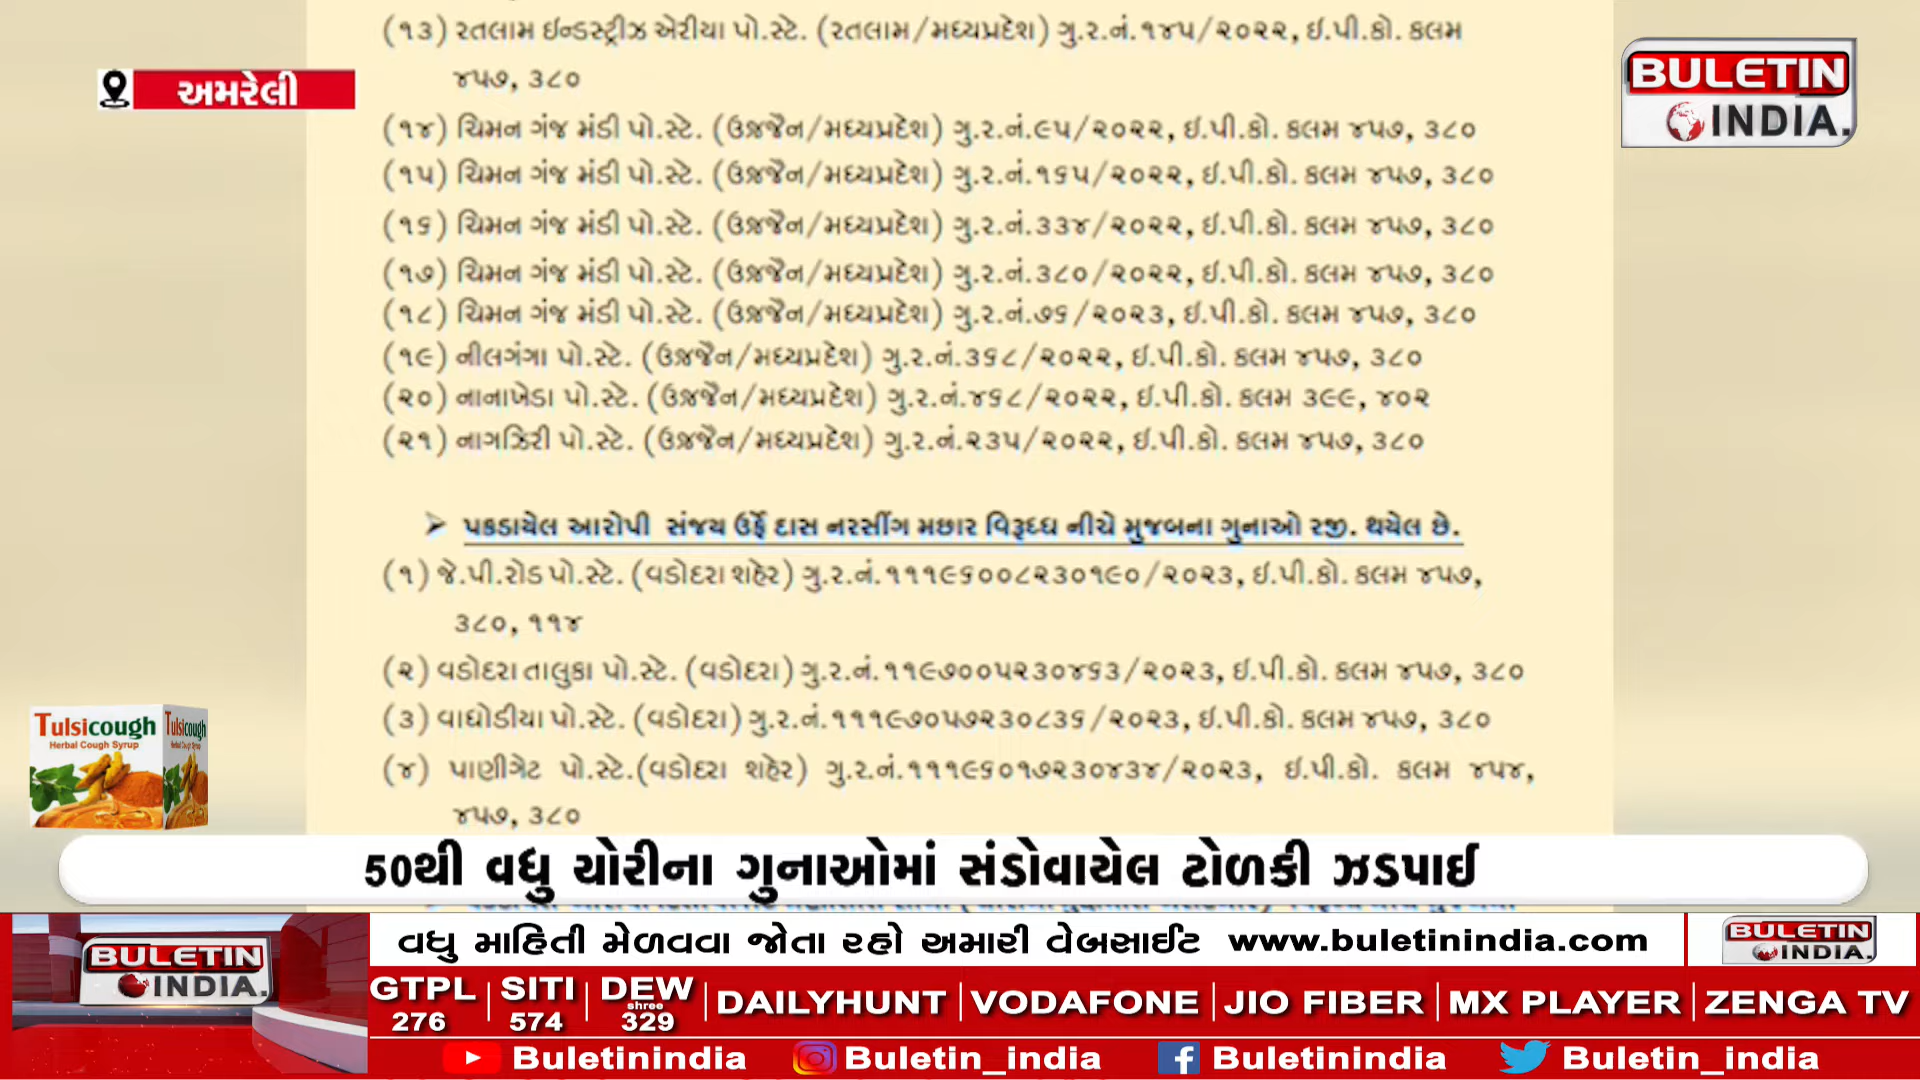 (૧૩) રતલામ ઇન્ડસ્ટ્રીઝ એરીયા પો.સ્ટે. (રતલામ/મધ્યપ્રદેશ) ગુ.ર.નં.૧૪૫/૨૦૨૨, ઈ.પી.કો. કલમ
૪૫૭, ૩૮૦
અમરેલી
BULETIN
INDIA.
(૧૪) ચિમન ગંજ મંડી પો.સ્ટે. (ઉજ્જૈન/મધ્યપ્રદેશ) ગુ.ર.નં.૯૫/૨૦૨૨, ઈ.પી.કો. કલમ ૪૫૭, ૩૮૦
(૧૫) ચિમન ગંજ મંડી પો.સ્ટે. (ઉજ્જૈન/મધ્યપ્રદેશ) ગુ.ર.નં.૧૬૫/૨૦૨૨, ઈ.પી.કો. કલમ ૪૫૭, ૩૮૦
(૧૬) ચિમન ગંજ મંડી પો.સ્ટે. (ઉજ્જૈન/મધ્યપ્રદેશ) ગુ.ર.નં.૩૩૪/૨૦૨૨, ઈ.પી.કો. કલમ ૪૫૭, ૩૮૦
(૧૭) ચિમન ગંજ મંડી પો.સ્ટે. (ઉજ્જૈન/મધ્યપ્રદેશ) ગુ.ર.નં.૩૮૦/૨૦૨૨, ઈ.પી.કો. કલમ ૪૫૭, ૩૮૦
(૧૮) ચિમન ગંજ મંડી પો.સ્ટે. (ઉજ્જૈન/મધ્યપ્રદેશ) ગુ.ર.નં.૭૬/૨૦૨૩, ઈ.પી.કો. કલમ ૪૫૭, ૩૮૦
(૧૯) નીલગંગા પો.સ્ટે. (ઉજ્જૈન/મધ્યપ્રદેશ) ગુ.ર.નં.૩૬૮/૨૦૨૨, ઈ.પી.કો. કલમ ૪૫૭, ૩૮૦
(૨૦) નાનાખેડા પો.સ્ટે. (ઉજ્જૈન/મધ્યપ્રદેશ) ગુ.ર.નં.૪૬૮/૨૦૨૨, ઈ.પી.કો. કલમ ૩૯૯, ૪૦૨
(૨૧) નાગઝિરી પો.સ્ટે. (ઉજ્જૈન/મધ્યપ્રદેશ) ગુ.ર.નં.૨૩૫/૨૦૨૨, ઈ.પી.કો. કલમ ૪૫૭, ૩૮૦
➢ પકડાયેલ આરોપી સંજય ઉર્ફે દાસ નરસીંગ મછાર વિરૂધ્ધ નીચે મુજબના ગુનાઓ રજી. થયેલ છે.
(૧) જે.પી.રોડ પો.સ્ટે. (વડોદરા શહેર) ગુ.ર.નં.૧૧૧૯૬૦૦૮૨૩૦૧૯૦/૨૦૨૩, ઈ.પી.કો. કલમ ૪૫૭,
૩૮૦, ૧૧૪
(૨) વડોદરા તાલુકા પો.સ્ટે. (વડોદરા) ગુ.ર.નં.૧૧૯૭૦૦૫૨૩૦૪૬૩/૨૦૨૩, ઈ.પી.કો. કલમ ૪૫૭, ૩૮૦
(૩) વાઘોડીયા પો.સ્ટે. (વડોદરા) ગુ.ર.નં.૧૧૧૯૭૦૫૭૨૩૦૮૩૬/૨૦૨૩, ઈ.પી.કો. કલમ ૪૫૭, ૩૮૦
(૪) પાણીગેટ પો.સ્ટે.(વડોદરા શહેર) ગુ.ર.નં.૧૧૧૯૬૦૧૭૨૩૦૪૩૪/૨૦૨૩, ઈ.પી.કો. કલમ ૪૫૪,
૪૫૭, ૩૮૦
Tulsicough Tulsicough
Herbal Cough Syrup
50થી વધુ ચોરીના ગુનાઓમાં સંડોવાયેલ ટોળકી ઝડપાઈ
વધુ માહિતી મેળવવા જોતા રહો અમારી વેબસાઈટ www.buletinindia.com
BULETIN
INDIA.
BULETIN
INDIA.
GTPL 276 | SITI 574 | DEW shree 329 | DAILYHUNT | VODAFONE | JIO FIBER | MX PLAYER | ZENGA TV
Buletinindia Buletin_india Buletinindia Buletin_india